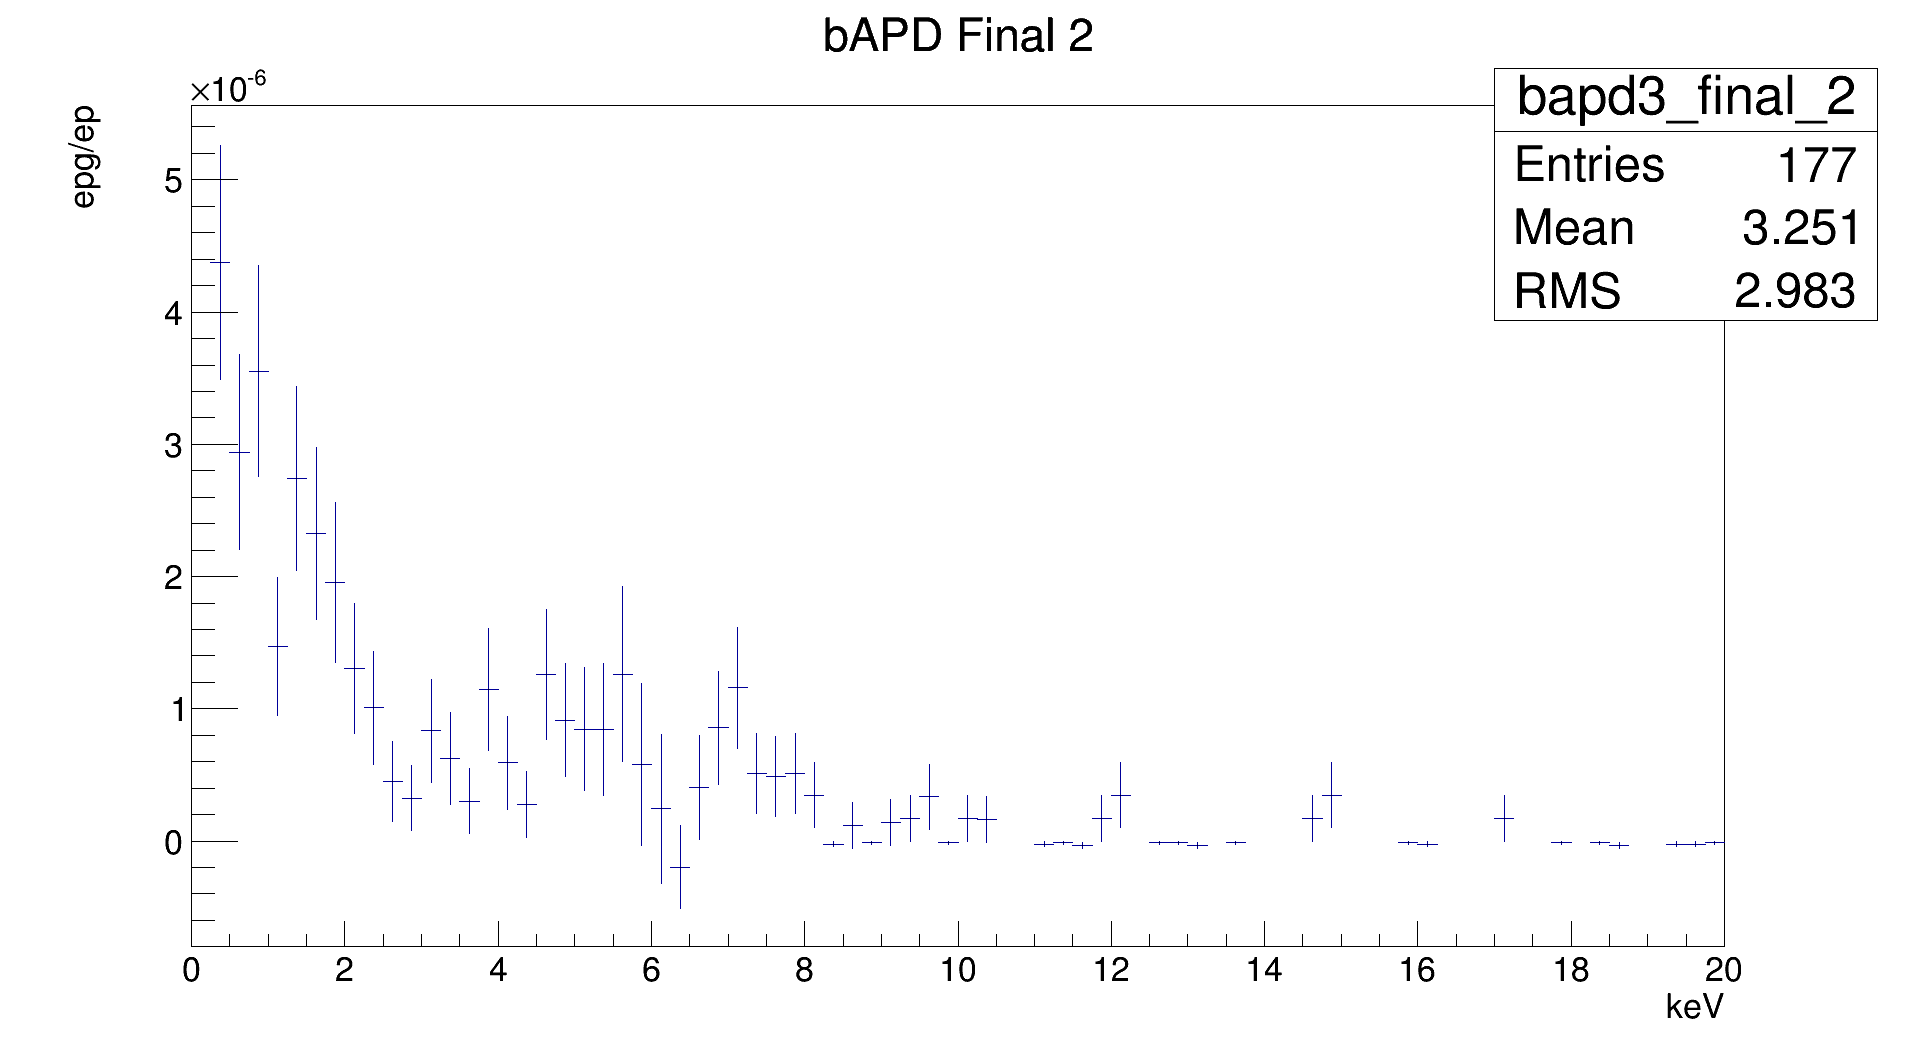 bAPD Final 2
×10-6
epg/ep
bapd3_final_2
Entries 177
Mean 3.251
RMS 2.983
5
4
3
2
1
0
0 2 4 6 8 10 12 14 16 18 20
keV